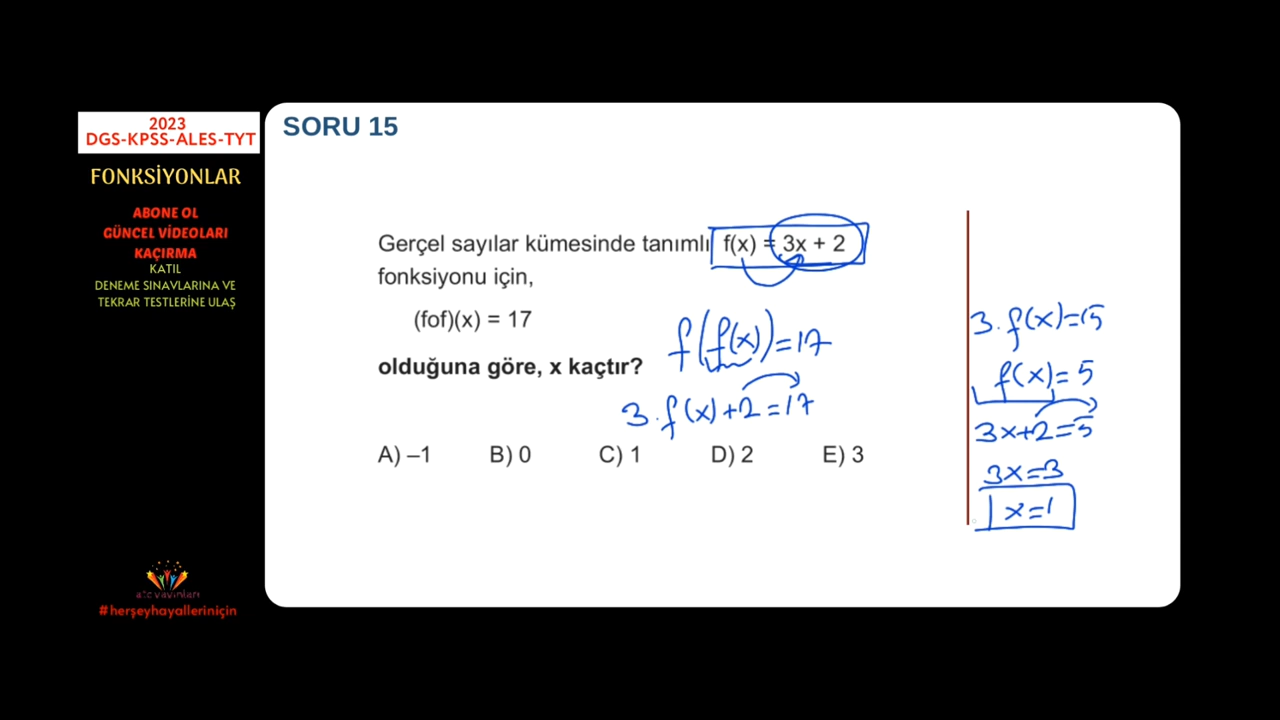 2023
DGS-KPSS-ALES-TYT
FONKSİYONLAR
ABONE OL
GÜNCEL VİDEOLARI
KAÇIRMA
KATIL
DENEME SINAVLARINA VE
TEKRAR TESTLERİNE ULAŞ
#herşeyhayalleriniçin
SORU 15
Gerçel sayılar kümesinde tanımlı f(x) = 3x + 2
fonksiyonu için,
(fof)(x) = 17
olduğuna göre, x kaçtır?
A) –1 B) 0 C) 1 D) 2 E) 3
f(f(x))=17
3.f(x)+2=17
3.f(x)=15
f(x)=5
3x+2=5
3x=3
x=1